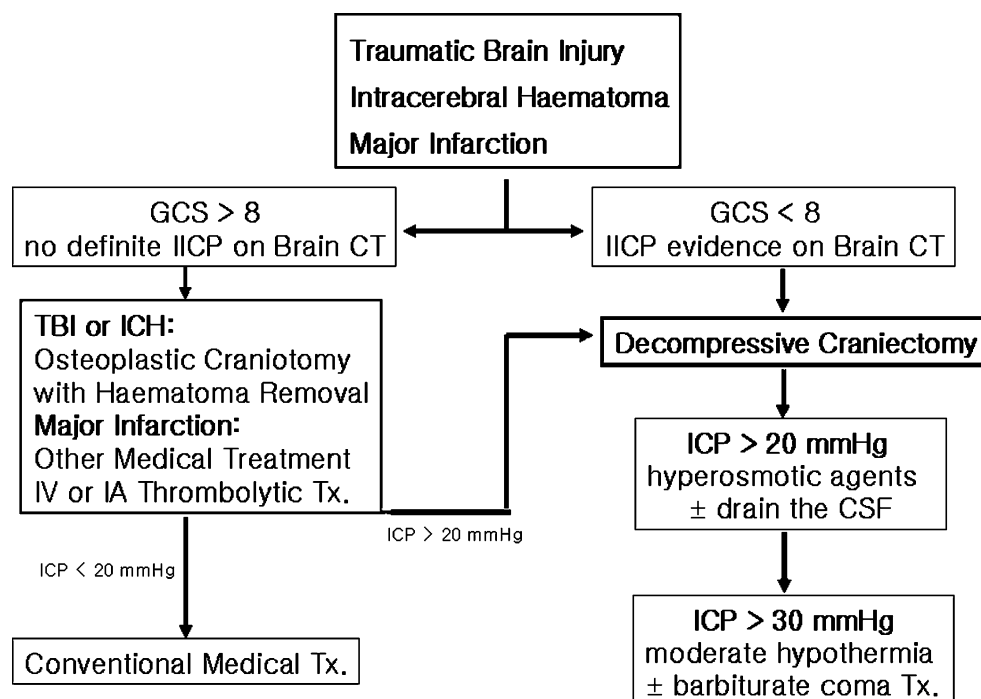 Traumatic Brain Injury
Intracerebral Haematoma
Major Infarction
GCS > 8
no definite IICP on Brain CT
GCS < 8
IICP evidence on Brain CT
TBI or ICH:
Osteoplastic Craniotomy
with Haematoma Removal
Major Infarction:
Other Medical Treatment
IV or IA Thrombolytic Tx.
Decompressive Craniectomy
ICP > 20 mmHg
hyperosmotic agents
± drain the CSF
ICP > 20 mmHg
ICP < 20 mmHg
Conventional Medical Tx.
ICP > 30 mmHg
moderate hypothermia
± barbiturate coma Tx.